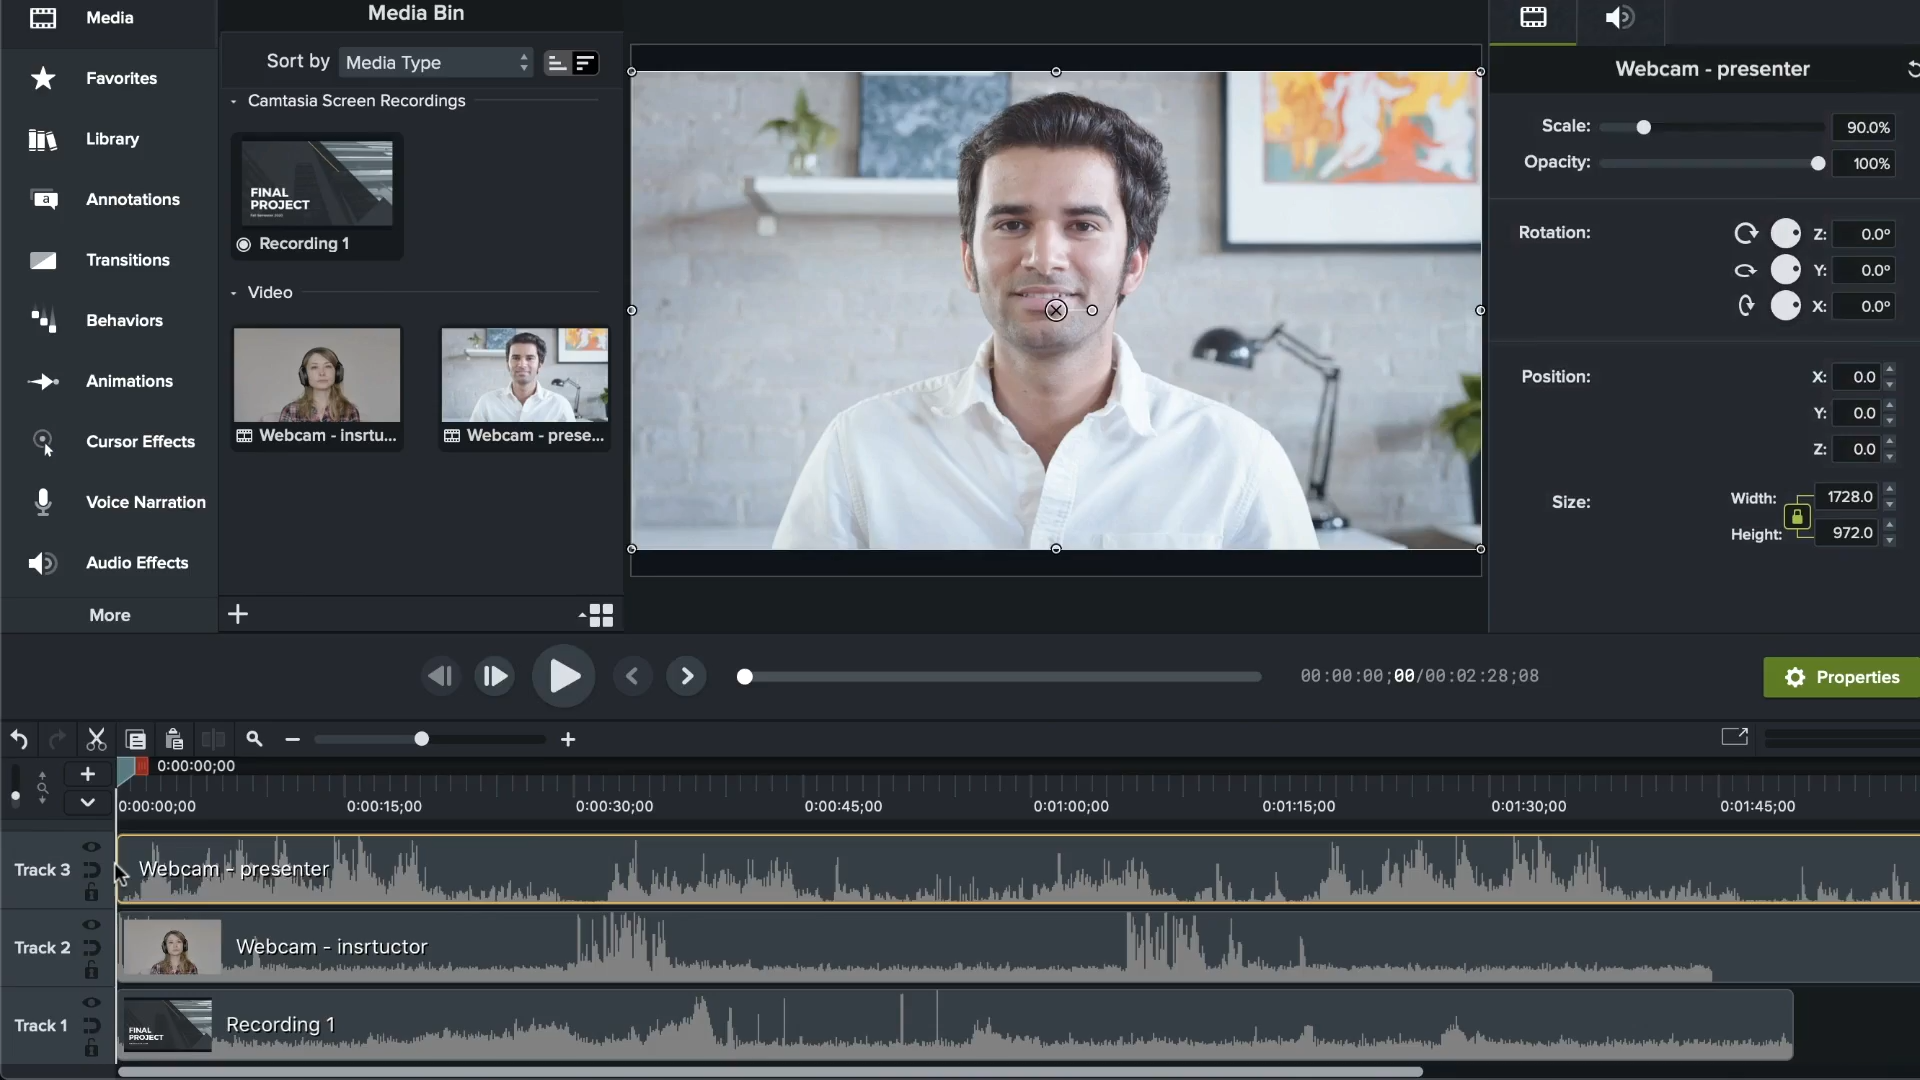 Media
Favorites
Library
Annotations
Transitions
Behaviors
Animations
Cursor Effects
Voice Narration
Audio Effects
More
Media Bin
Sort by
Media Type
Camtasia Screen Recordings
FINAL
PROJECT
Recording 1
Video
Webcam - insrtu...
Webcam - prese...
Webcam - presenter
Scale:
90.0%
Opacity:
100%
Rotation:
Z:
0.0º
Y:
0.0º
X:
0.0º
Position:
X:
0.0
Y:
0.0
Z:
0.0
Size:
Width:
1728.0
Height:
972.0
00:00:00;00/00:02:28;08
Properties
0:00:00;00
0:00:00;00
0:00:15;00
0:00:30;00
0:00:45;00
0:01:00;00
0:01:15;00
0:01:30;00
0:01:45;00
Track 3
Webcam - presenter
Track 2
Webcam - insrtuctor
Track 1
FINAL
PROJECT
Recording 1